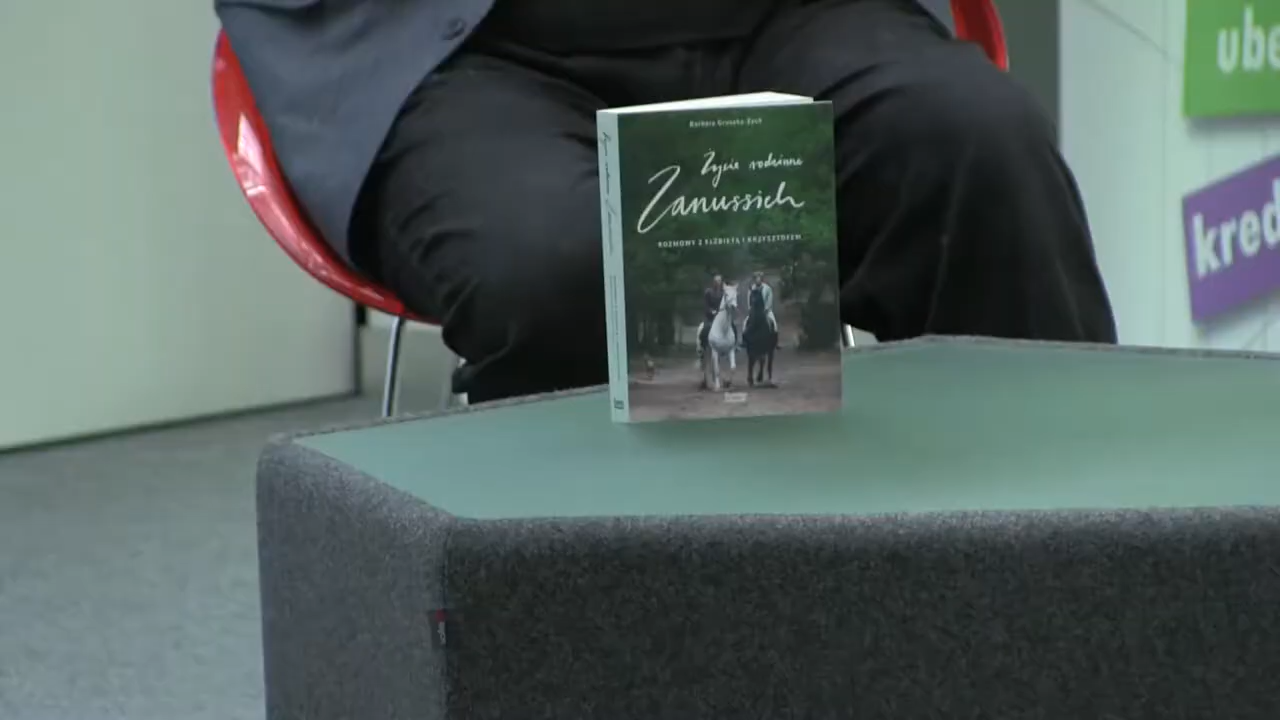 Barbara Gruszka-Zych
Życie rodzinne
Zanussich
ROZMOWY Z ELŻBIETĄ I KRZYSZTOFEM
ube
kred